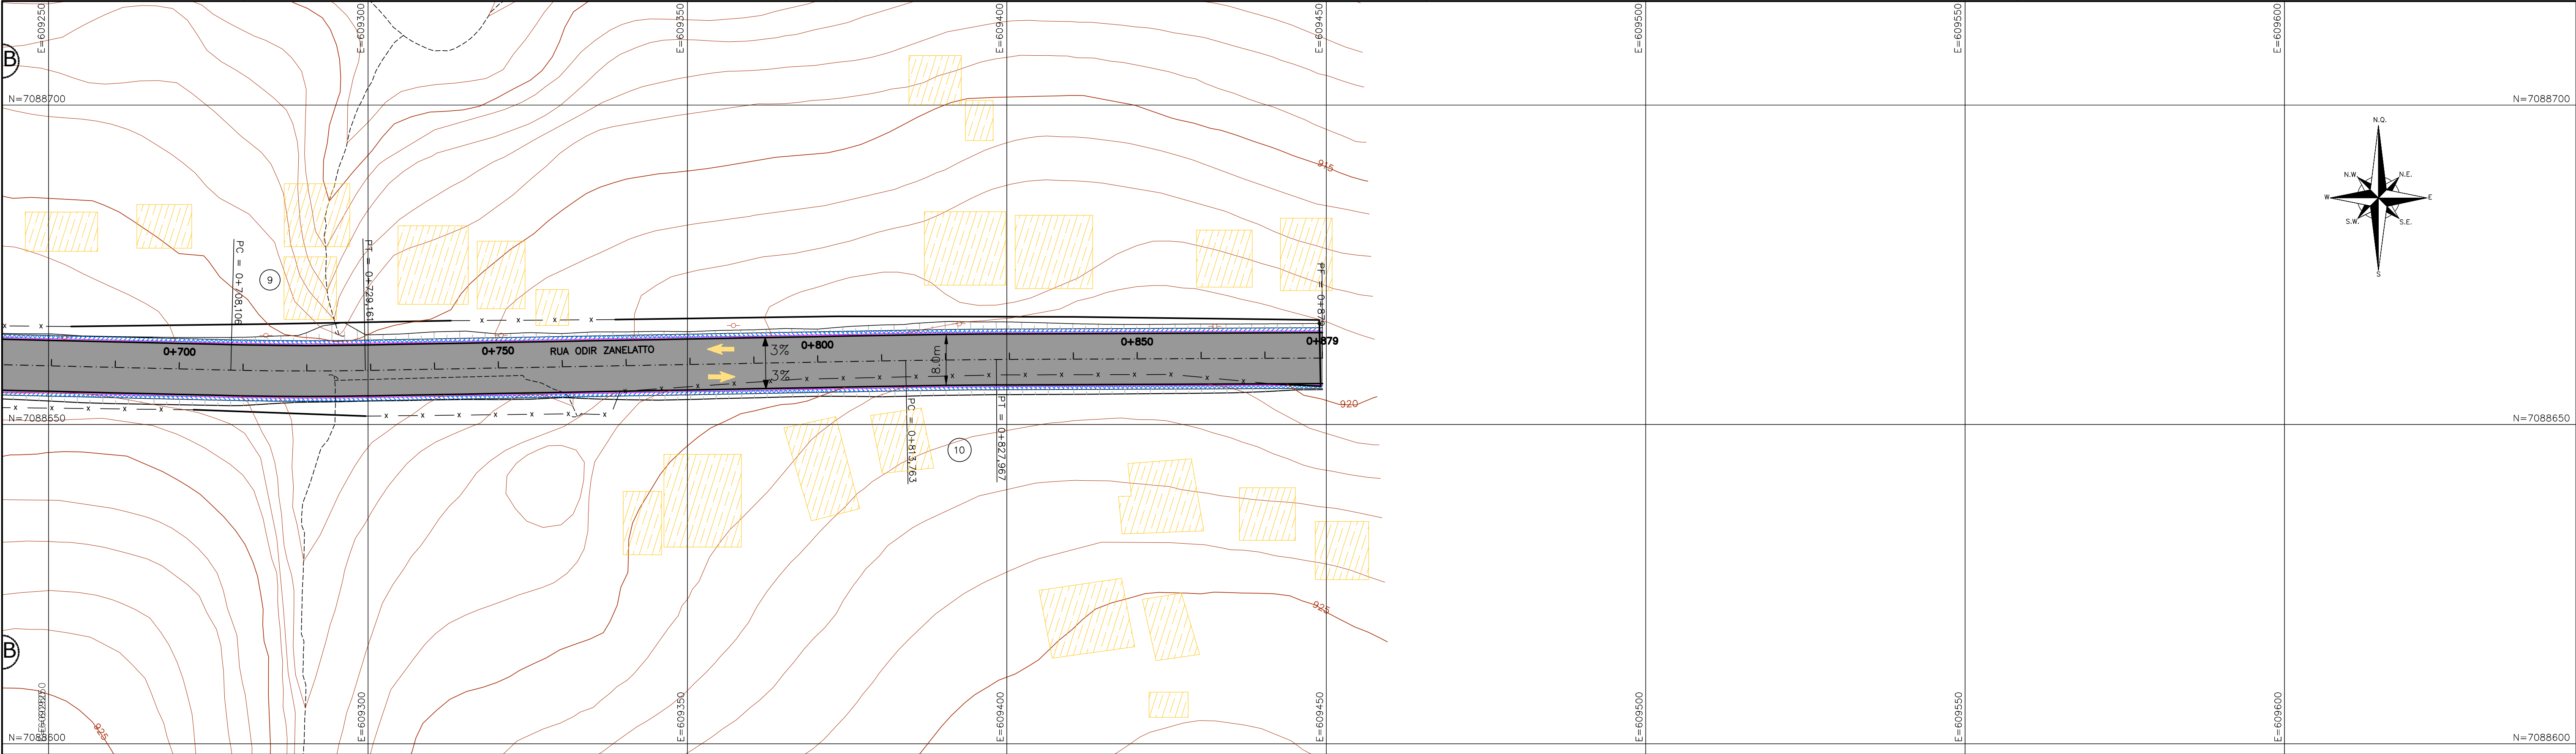 E=609250
E=609300
E=609350
E=609400
E=609450
E=609500
E=609550
E=609600
B
N=7088700
N=7088700
N.Q.
N.W.
N.E.
W
E
S.W.
S.E.
S
915
PC = 0+708,106
9
PT = 0+729,161
PF = 0+879
0+700
0+750
RUA ODIR ZANELATTO
3%
3%
0+800
8.0m
0+850
0+879
920
N=7088650
N=7088650
PC = 0+813,763
10
PT = 0+827,967
925
B
925
E=609300
E=609350
E=609400
E=609450
E=609500
E=609550
E=609600
N=7088600
N=7088600